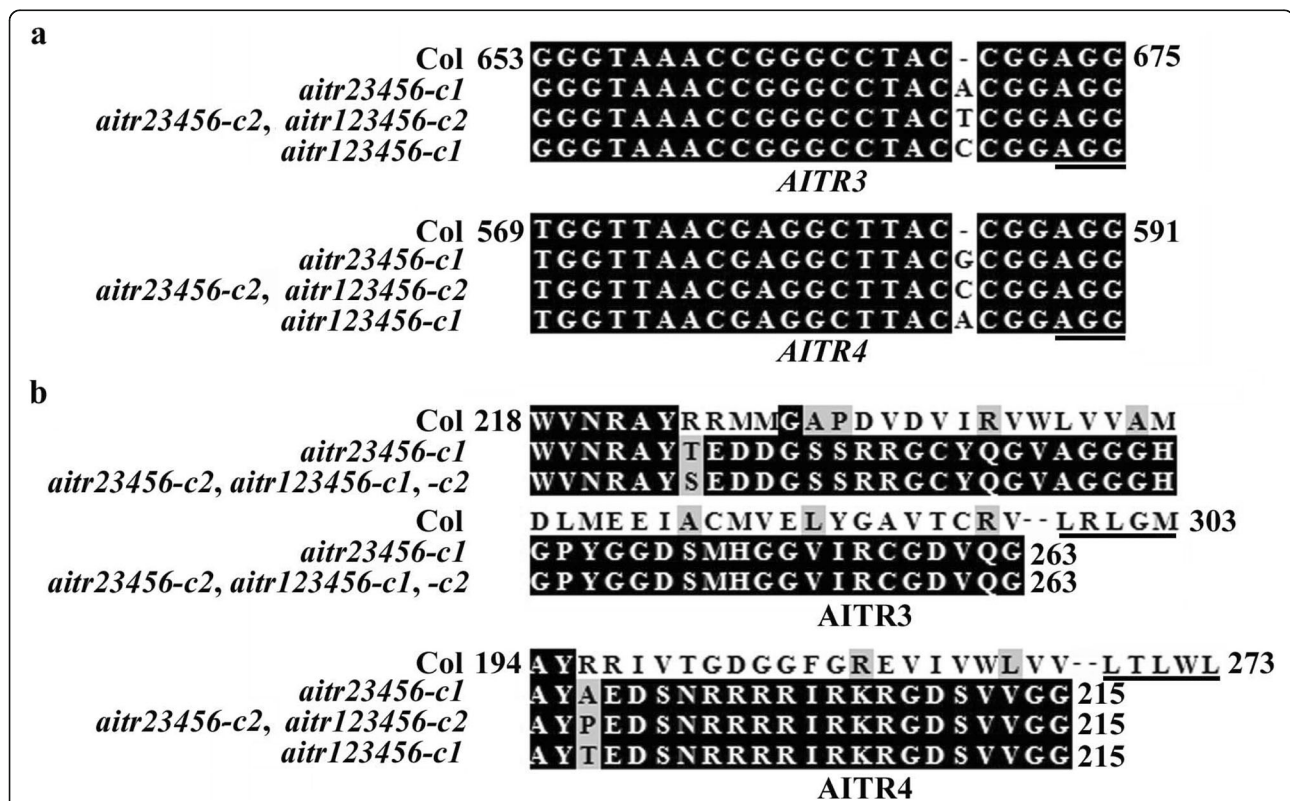 a
Col 653 GGGTAAACCGGGCCTAC-CGGAGG 675
aitr23456-c1 GGGTAAACCGGGCCTACACGGAGG
aitr23456-c2, aitr123456-c2 GGGTAAACCGGGCCTACTCGGAGG
aitr123456-c1 GGGTAAACCGGGCCTACCCGGAGG
AITR3
Col 569 TGGTTAACGAGGCTTAC-CGGAGG 591
aitr23456-c1 TGGTTAACGAGGCTTACGCGGAGG
aitr23456-c2, aitr123456-c2 TGGTTAACGAGGCTTACCCGGAGG
aitr123456-c1 TGGTTAACGAGGCTTACACGGAGG
AITR4
b
Col 218 WVNRAYRRMMGAPDVDVIRVWLVVAM
aitr23456-c1 WVNRAYTEDDGSSRRGCYQGVAGGGH
aitr23456-c2, aitr123456-c1, -c2 WVNRAYSEDDGSSRRGCYQGVAGGGH
Col DLMEEIACMVELYGAVTCRV--LRLGM 303
aitr23456-c1 GPYGGDSMHGGVIRCGDVQG 263
aitr23456-c2, aitr123456-c1, -c2 GPYGGDSMHGGVIRCGDVQG 263
AITR3
Col 194 AYRRIVTGDGGFGREVIVWLVV--LTLWL 273
aitr23456-c1 AYAEDSNRRRRIRKRGDSVVGG 215
aitr23456-c2, aitr123456-c2 AYPEDSNRRRRIRKRGDSVVGG 215
aitr123456-c1 AYTEDSNRRRRIRKRGDSVVGG 215
AITR4